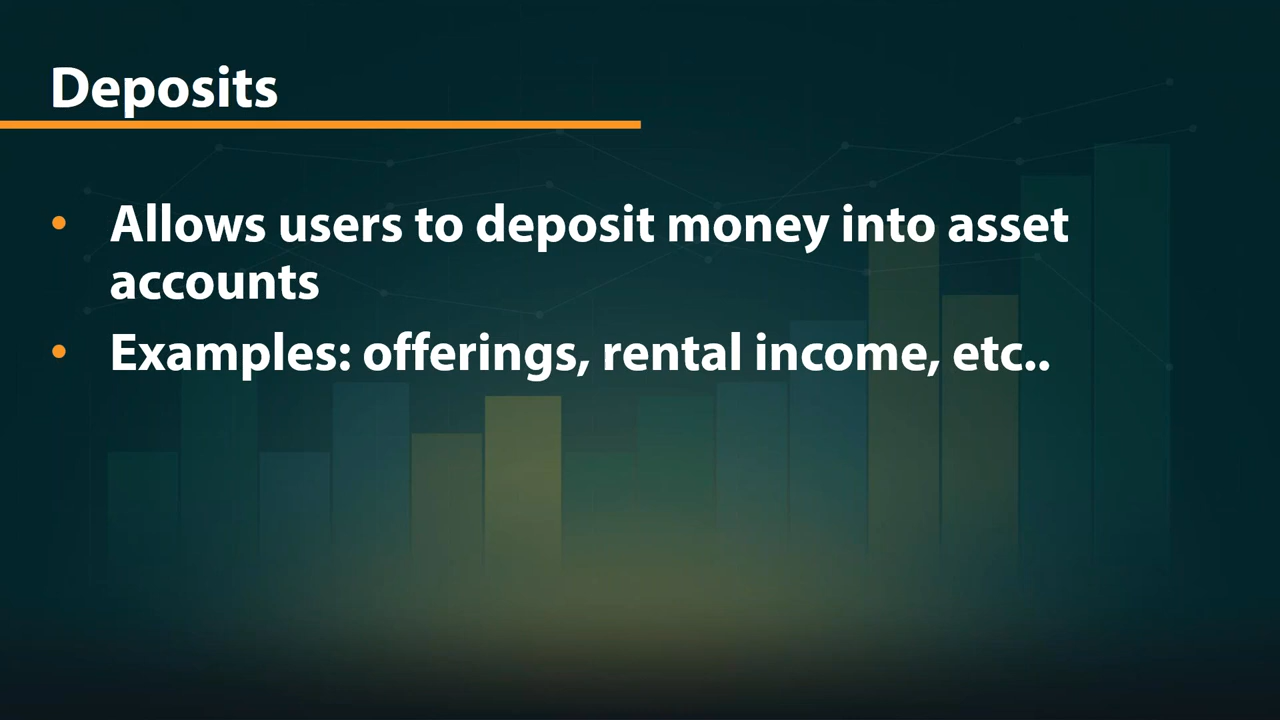 Deposits
• Allows users to deposit money into asset
accounts
• Examples: offerings, rental income, etc..